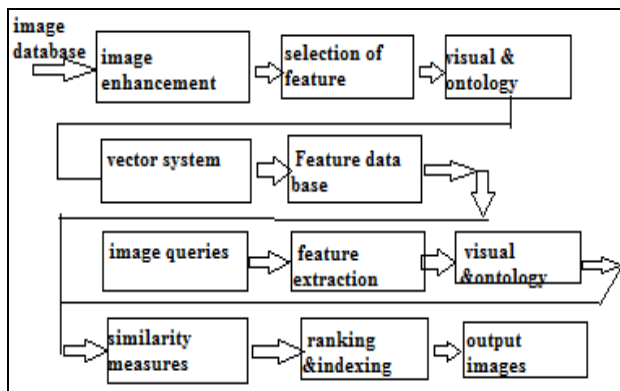 image
database
image
enhancement
selection of
feature
visual &
ontology
vector system
Feature data
base
image queries
feature
extraction
visual
&ontology
similarity
measures
ranking
&indexing
output
images